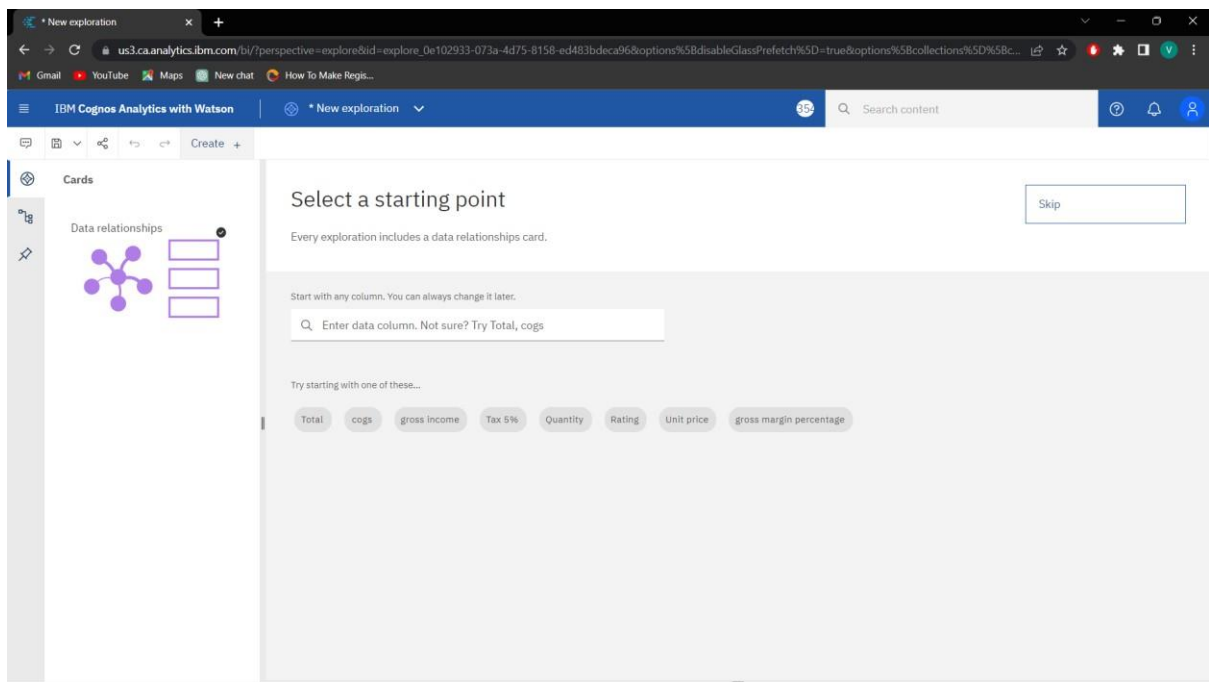 * New exploration
us3.ca.analytics.ibm.com/bi/?perspective=explore&id=explore_0e102933-073a-4d75-8158-ed483bdeca96&options%5BdisableGlassPrefetch%5D=true&options%5Bcollections%5D%5Bc...
V
Gmail YouTube Maps New chat How To Make Regis...
IBM Cognos Analytics with Watson * New exploration Search content
Create +
Cards
Data relationships
Select a starting point
Skip
Every exploration includes a data relationships card.
Start with any column. You can always change it later.
Enter data column. Not sure? Try Total, cogs
Try starting with one of these...
Total cogs gross income Tax 5% Quantity Rating Unit price gross margin percentage